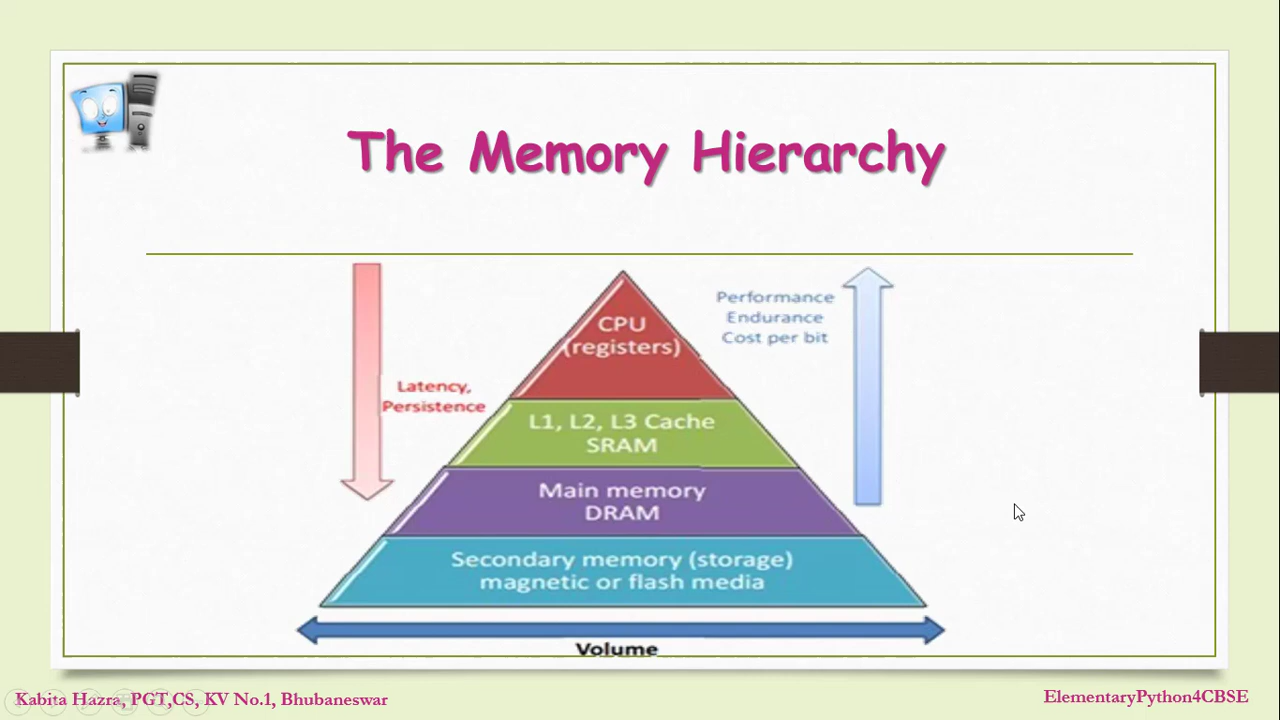 The Memory Hierarchy
Performance
Endurance
Cost per bit
CPU
(registers)
Latency,
Persistence
L1, L2, L3 Cache
SRAM
Main memory
DRAM
Secondary memory (storage)
magnetic or flash media
Volume
Kabita Hazra, PGT,CS, KV No.1, Bhubaneswar
ElementaryPython4CBSE